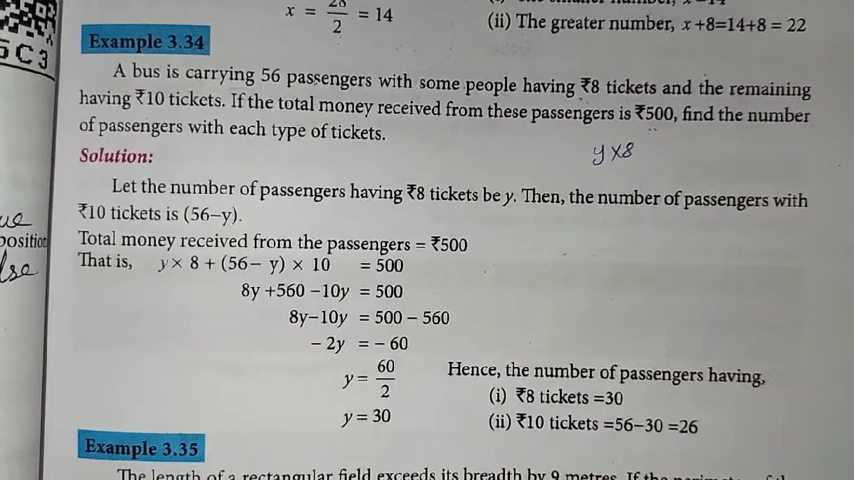 x = 28/2 = 14
(ii) The greater number, x +8=14+8 = 22
5C3
Example 3.34
A bus is carrying 56 passengers with some people having ₹8 tickets and the remaining
having ₹10 tickets. If the total money received from these passengers is ₹500, find the number
of passengers with each type of tickets.
y x8
Solution:
Let the number of passengers having ₹8 tickets be y. Then, the number of passengers with
₹10 tickets is (56–y).
position
Total money received from the passengers = ₹500
That is, y× 8 + (56– y) × 10 = 500
8y +560 –10y = 500
8y–10y = 500 – 560
– 2y = – 60
y = 60/2
y = 30
Hence, the number of passengers having,
(i) ₹8 tickets =30
(ii) ₹10 tickets =56–30 =26
Example 3.35
The length of a rectangular field exceeds its breadth by 9 metres. If the